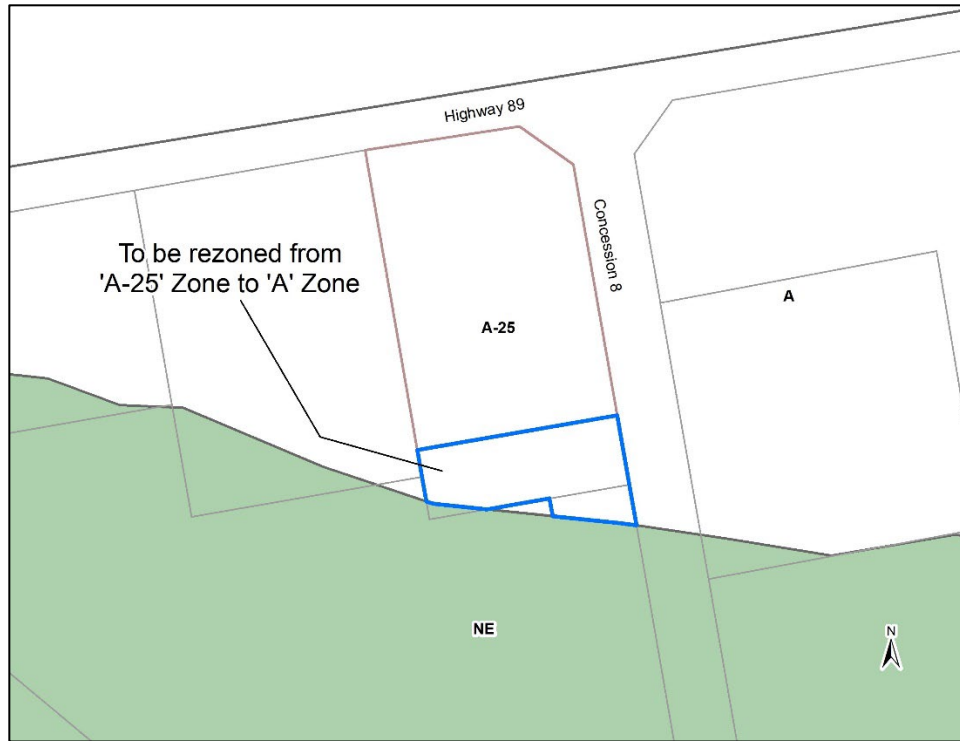 Highway 89
Concession 8
To be rezoned from
'A-25' Zone to 'A' Zone
A
A-25
NE
N